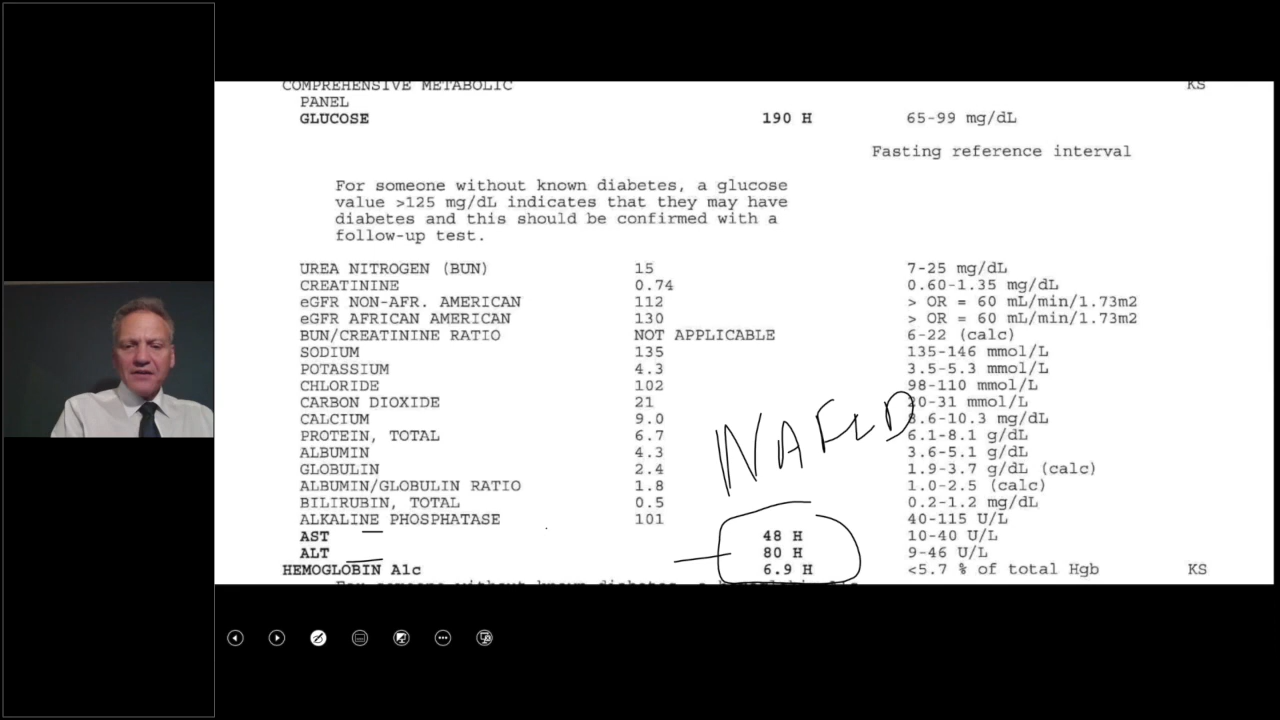 COMPREHENSIVE METABOLIC KS
PANEL
GLUCOSE 190 H 65-99 mg/dL
Fasting reference interval
For someone without known diabetes, a glucose
value >125 mg/dL indicates that they may have
diabetes and this should be confirmed with a
follow-up test.
UREA NITROGEN (BUN) 15 7-25 mg/dL
CREATININE 0.74 0.60-1.35 mg/dL
eGFR NON-AFR. AMERICAN 112 > OR = 60 mL/min/1.73m2
eGFR AFRICAN AMERICAN 130 > OR = 60 mL/min/1.73m2
BUN/CREATININE RATIO NOT APPLICABLE 6-22 (calc)
SODIUM 135 135-146 mmol/L
POTASSIUM 4.3 3.5-5.3 mmol/L
CHLORIDE 102 98-110 mmol/L
CARBON DIOXIDE 21 20-31 mmol/L
CALCIUM 9.0 8.6-10.3 mg/dL
NAFLD
PROTEIN, TOTAL 6.7 6.1-8.1 g/dL
ALBUMIN 4.3 3.6-5.1 g/dL
GLOBULIN 2.4 1.9-3.7 g/dL (calc)
ALBUMIN/GLOBULIN RATIO 1.8 1.0-2.5 (calc)
BILIRUBIN, TOTAL 0.5 0.2-1.2 mg/dL
ALKALINE PHOSPHATASE 101 40-115 U/L
AST 48 H 10-40 U/L
ALT 80 H 9-46 U/L
HEMOGLOBIN A1c 6.9 H <5.7 % of total Hgb KS